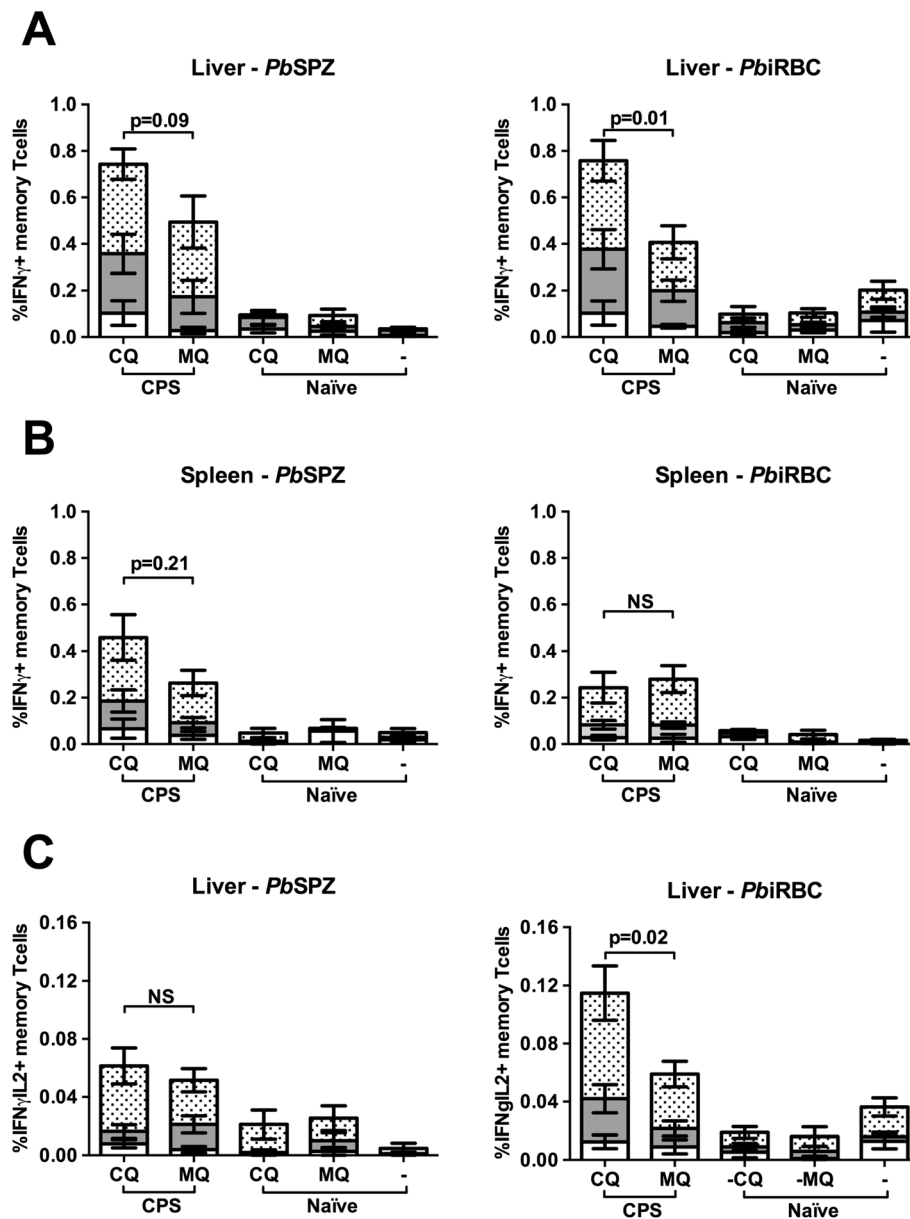 A
Liver - PbSPZ
%IFNγ+ memory Tcells
1.0
0.8
0.6
0.4
0.2
0.0
p=0.09
CQ MQ CQ MQ -
CPS Naïve
Liver - PbiRBC
%IFNγ+ memory Tcells
1.0
0.8
0.6
0.4
0.2
0.0
p=0.01
CQ MQ CQ MQ -
CPS Naïve
B
Spleen - PbSPZ
%IFNγ+ memory Tcells
1.0
0.8
0.6
0.4
0.2
0.0
p=0.21
CQ MQ CQ MQ -
CPS Naïve
Spleen - PbiRBC
%IFNγ+ memory Tcells
1.0
0.8
0.6
0.4
0.2
0.0
NS
CQ MQ CQ MQ -
CPS Naïve
C
Liver - PbSPZ
%IFNγIL2+ memory Tcells
0.16
0.12
0.08
0.04
0.00
NS
CQ MQ CQ MQ -
CPS Naïve
Liver - PbiRBC
%IFNgIL2+ memory Tcells
0.16
0.12
0.08
0.04
0.00
p=0.02
CQ MQ -CQ -MQ -
CPS Naïve